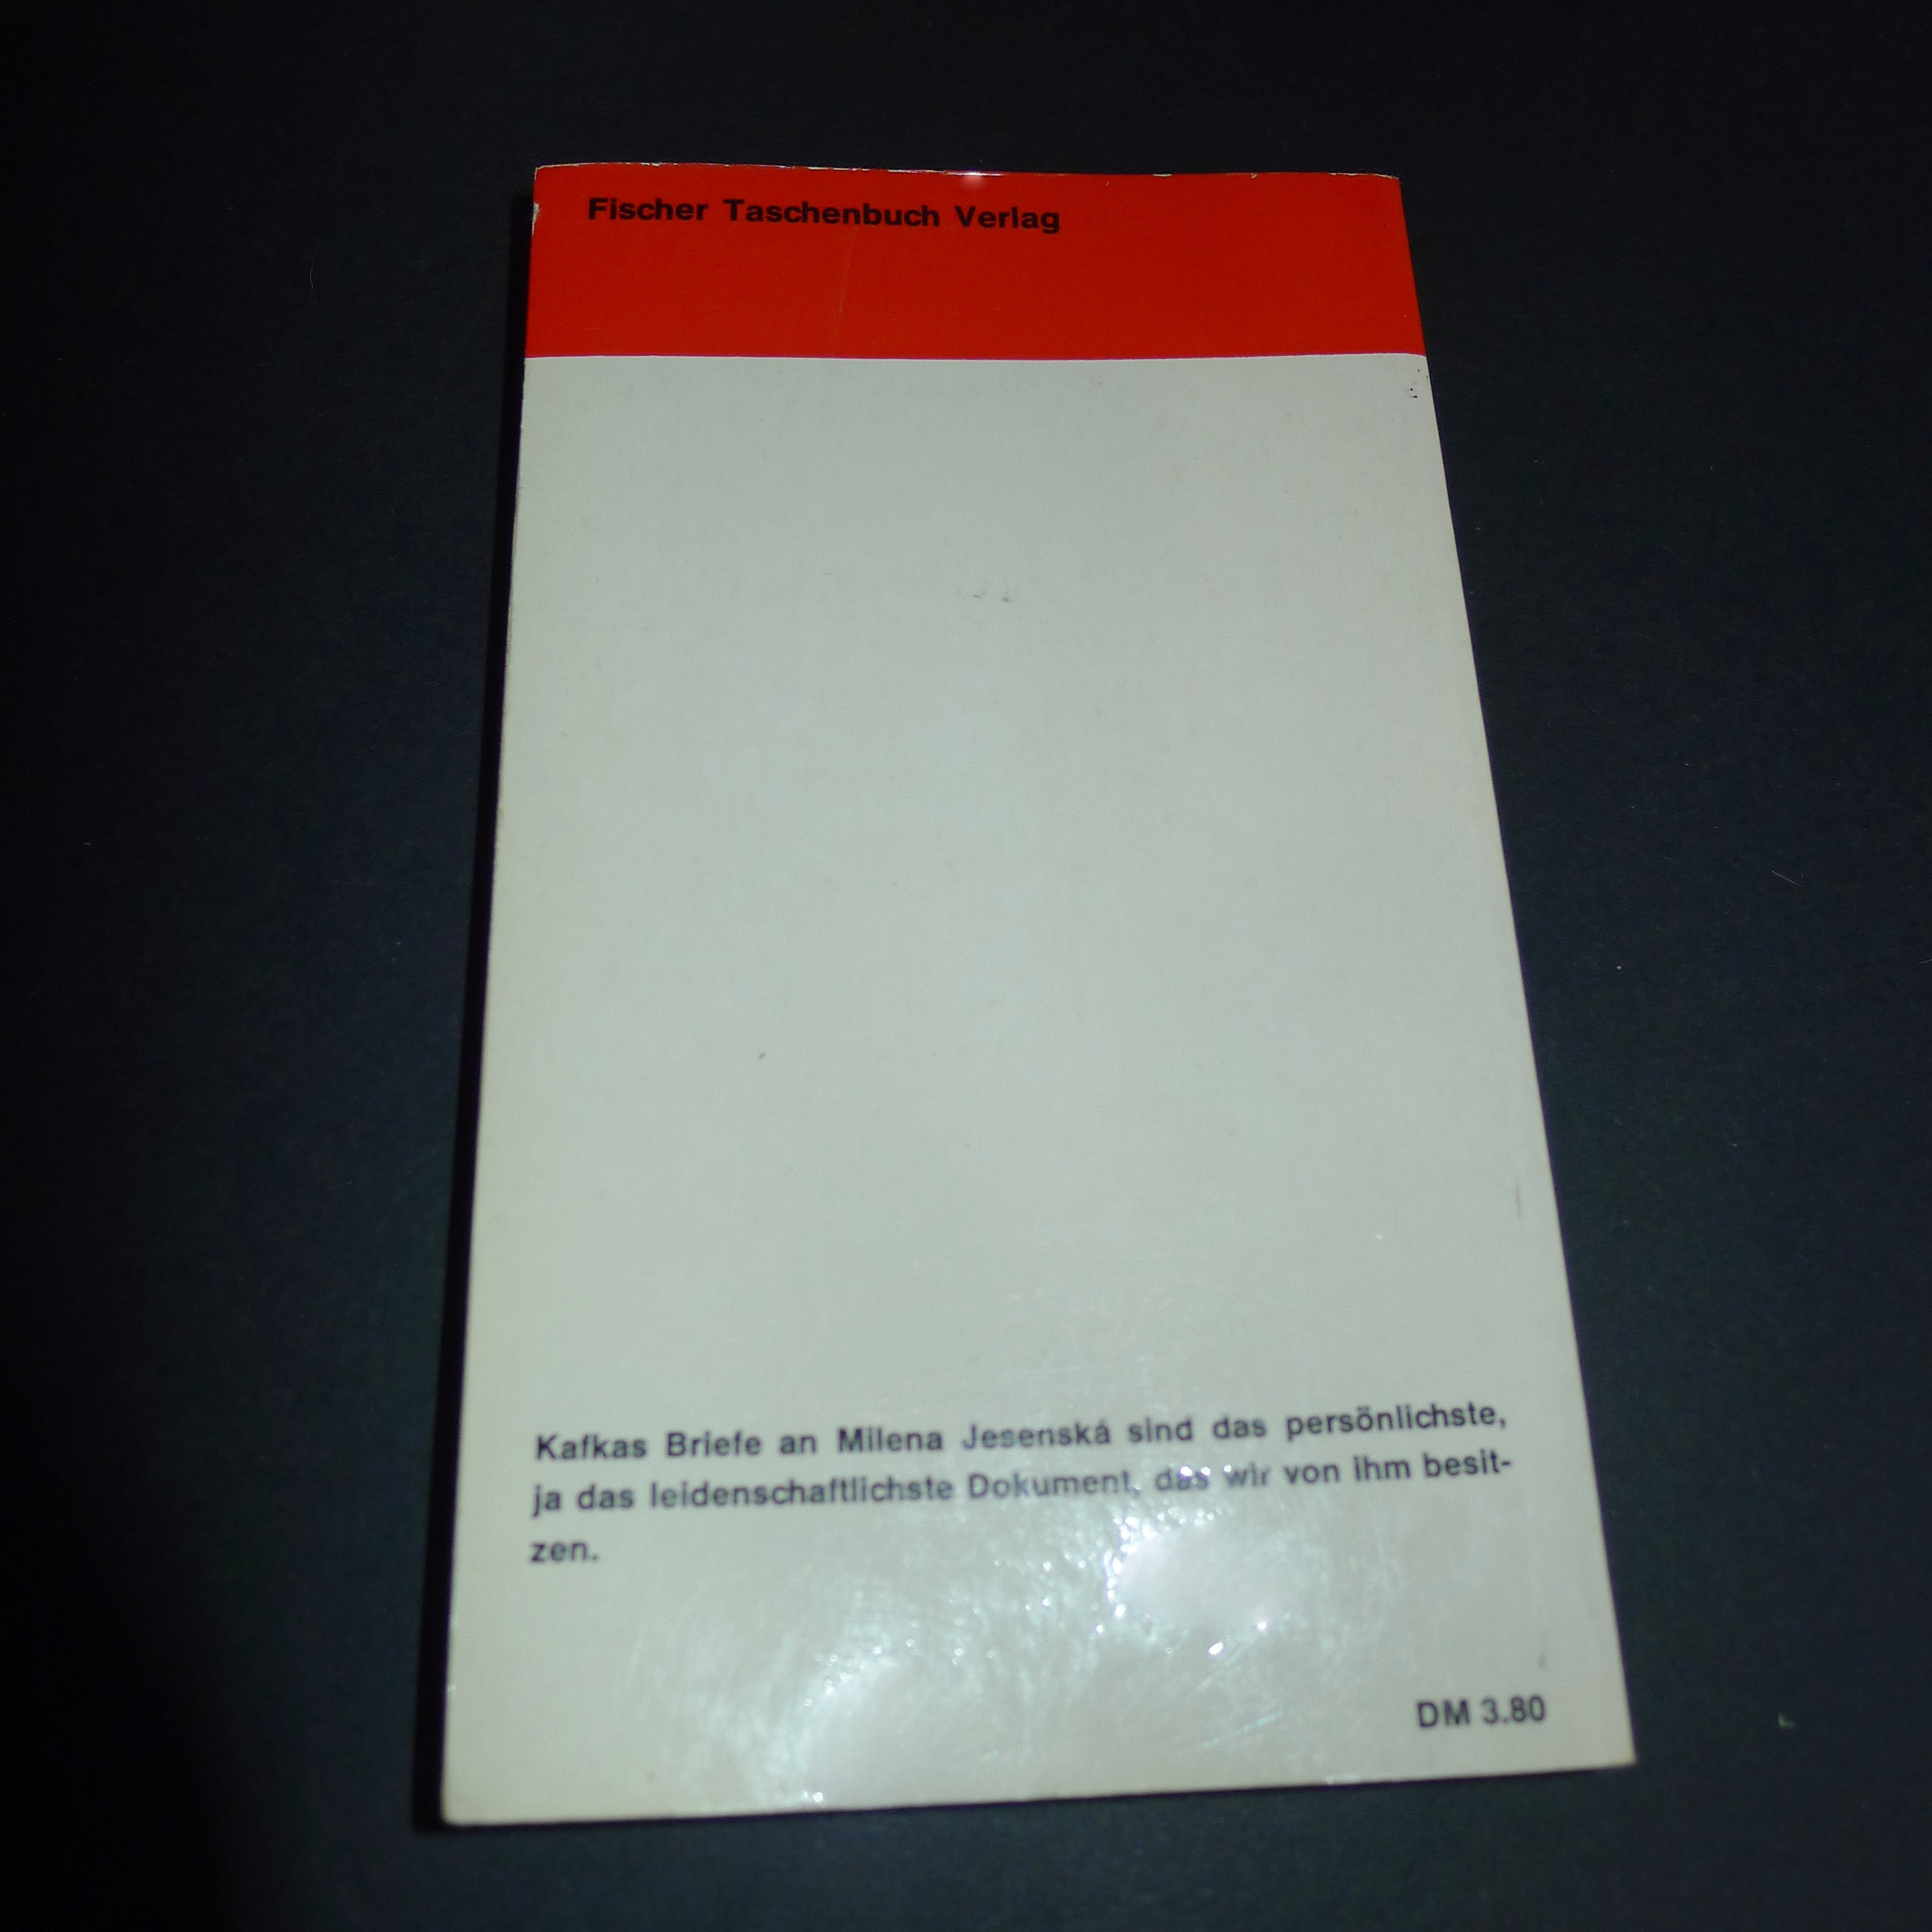 Fischer Taschenbuch Verlag
Kafkas Briefe an Milena Jesenská sind das persönlichste,
ja das leidenschaftlichste Dokument, das wir von ihm besit-
zen.
DM 3.80